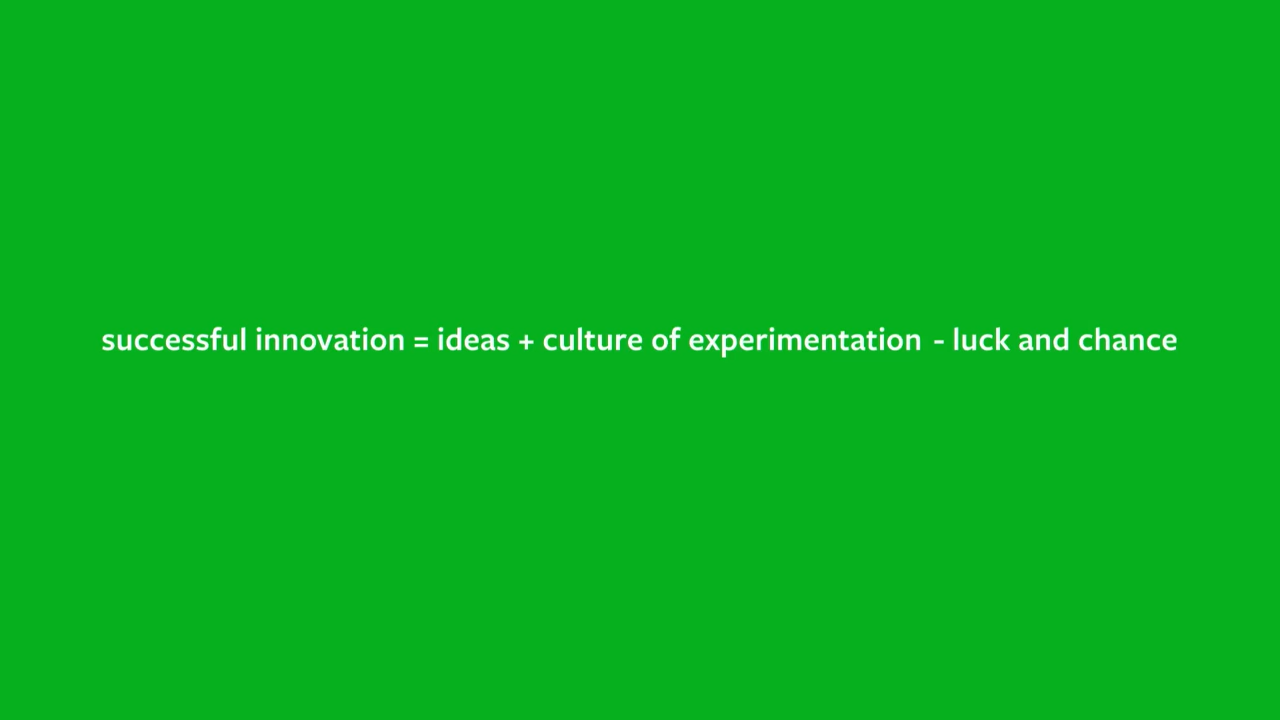 successful innovation = ideas + culture of experimentation - luck and chance